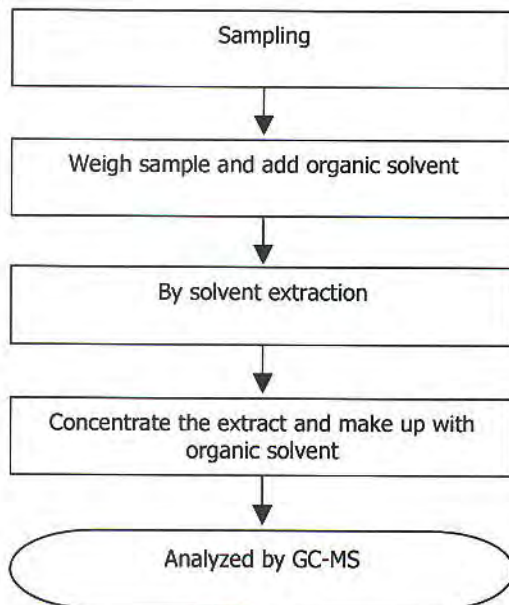 Sampling
Weigh sample and add organic solvent
By solvent extraction
Concentrate the extract and make up with
organic solvent
Analyzed by GC-MS